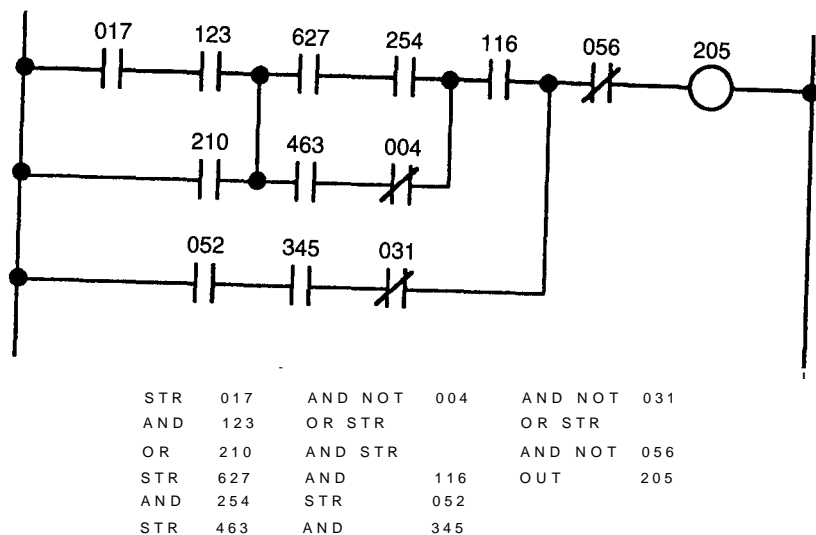 017 123 627 254 116 056 205
210 463 004
052 345 031
STR 017 AND NOT 004 AND NOT 031
AND 123 OR STR OR STR
OR 210 AND STR AND NOT 056
STR 627 AND 116 OUT 205
AND 254 STR 052
STR 463 AND 345